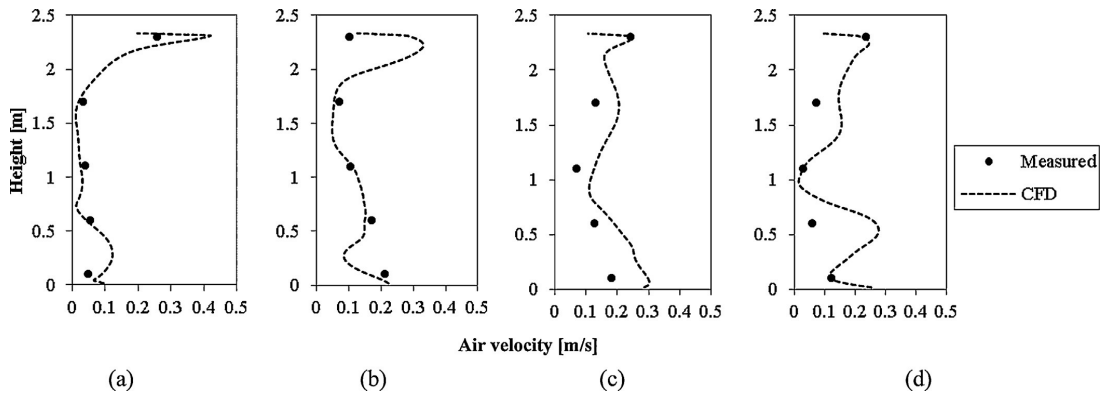 2.5 2.5 2.5 2.5
2 2 2 2
1.5 1.5 1.5 1.5
1 1 1 1
0.5 0.5 0.5 0.5
0 0 0 0
0 0.1 0.2 0.3 0.4 0.5 0 0.1 0.2 0.3 0.4 0.5 0 0.1 0.2 0.3 0.4 0.5 0 0.1 0.2 0.3 0.4 0.5
Height [m]
Measured
CFD
Air velocity [m/s]
(a) (b) (c) (d)